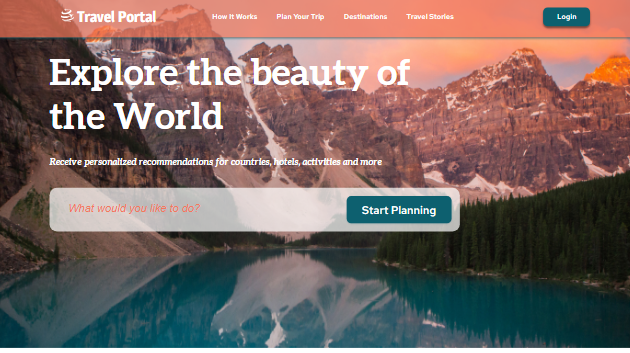 Travel Portal
How It Works Plan Your Trip Destinations Travel Stories Login
Explore the beauty of
the World
Receive personalized recommendations for countries, hotels, activities and more
What would you like to do? Start Planning